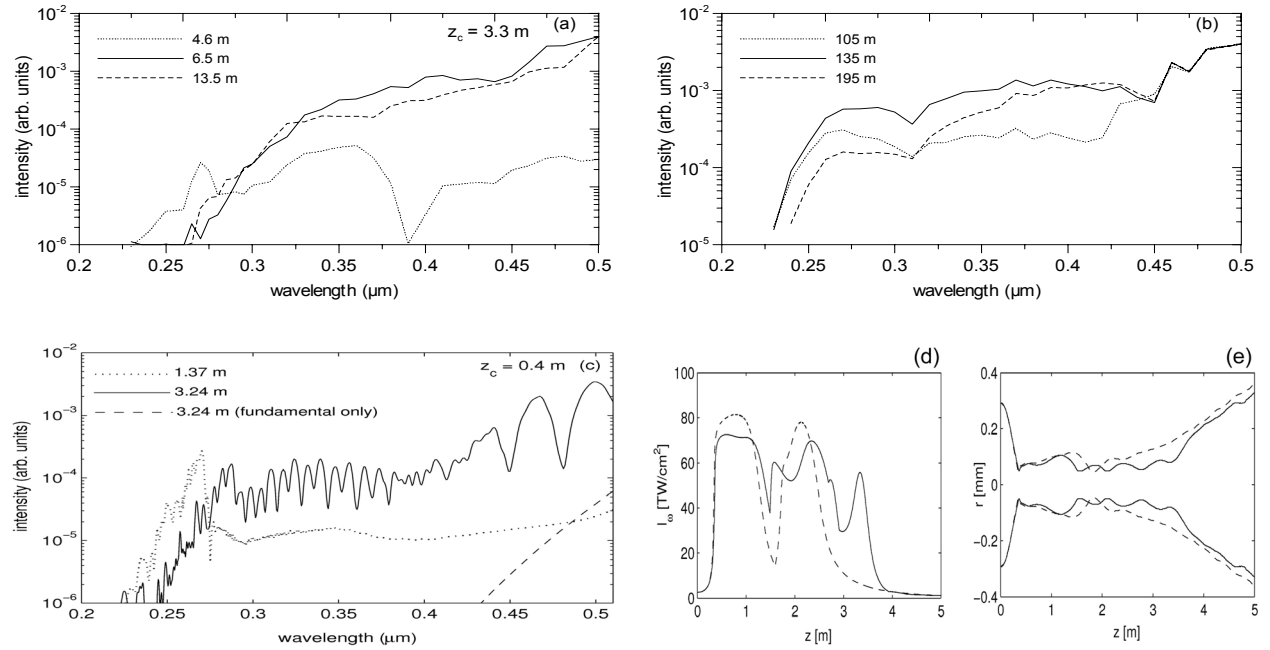 (a)
z_c = 3.3 m
4.6 m
6.5 m
13.5 m
10^-2
10^-3
10^-4
10^-5
10^-6
intensity (arb. units)
0.2 0.25 0.3 0.35 0.4 0.45 0.5
wavelength (µm)
(b)
105 m
135 m
195 m
10^-2
10^-3
10^-4
10^-5
intensity (arb. units)
0.2 0.25 0.3 0.35 0.4 0.45 0.5
wavelength (µm)
z_c = 0.4 m (c)
1.37 m
3.24 m
3.24 m (fundamental only)
10^-2
10^-3
10^-4
10^-5
10^-6
intensity (arb. units)
0.2 0.25 0.3 0.35 0.4 0.45 0.5
wavelength (µm)
(d)
100
80
60
40
20
0
I_ω [TW/cm²]
0 1 2 3 4 5
z [m]
(e)
0.4
0.2
0
−0.2
−0.4
r [mm]
0 1 2 3 4 5
z [m]